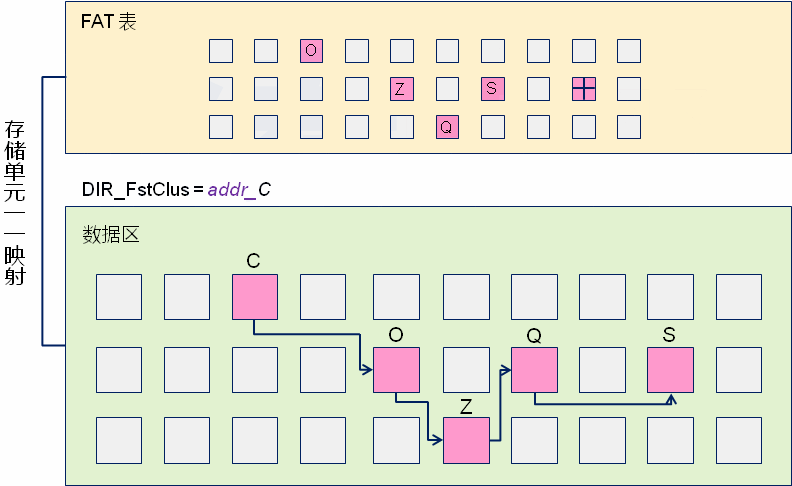 FAT 表
O
Z
S
Q
存储单元一一映射
DIR_FstClus = addr_C
数据区
C
O
Q
S
Z